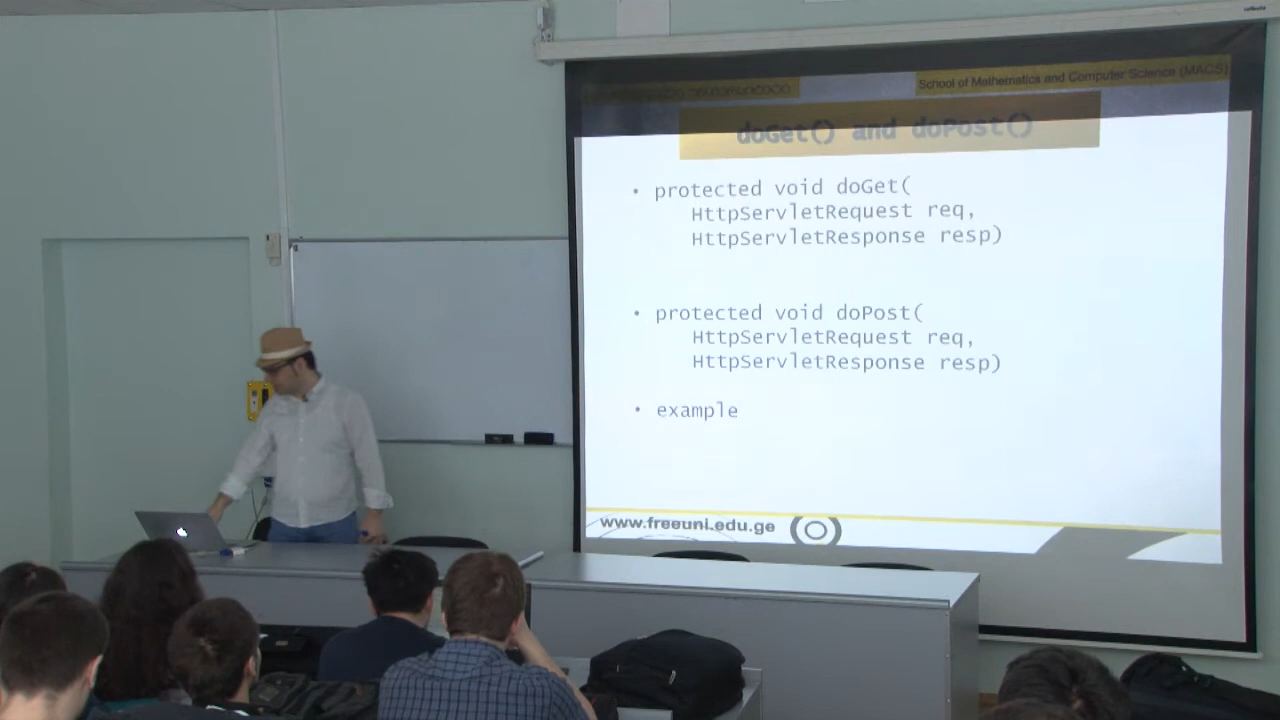 School of Mathematics and Computer Science (MACS)
doGet() and doPost()
• protected void doGet(
HttpServletRequest req,
HttpServletResponse resp)
• protected void doPost(
HttpServletRequest req,
HttpServletResponse resp)
• example
www.freeuni.edu.ge